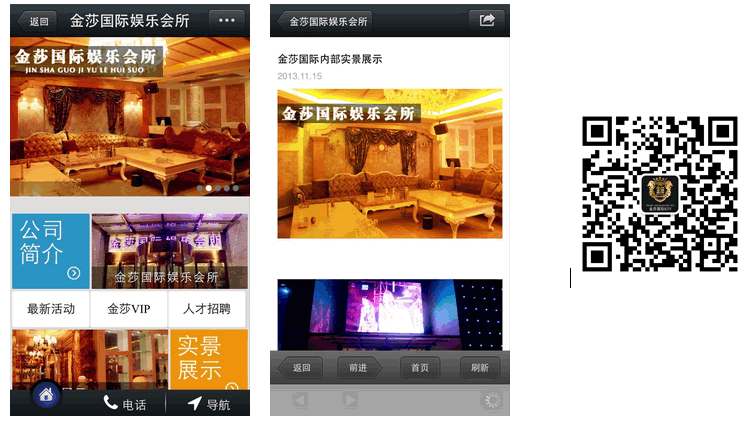 返回
金莎国际娱乐会所
金莎国际娱乐会所
JIN SHA GUO JI YU LE HUI SUO
公司
简介
金莎国际娱乐会所
金莎国际娱乐会所
最新活动
金莎VIP
人才招聘
实景
展示
电话
导航
金莎国际娱乐会所
金莎国际内部实景展示
2013.11.15
金莎国际娱乐会所
返回
前进
首页
刷新